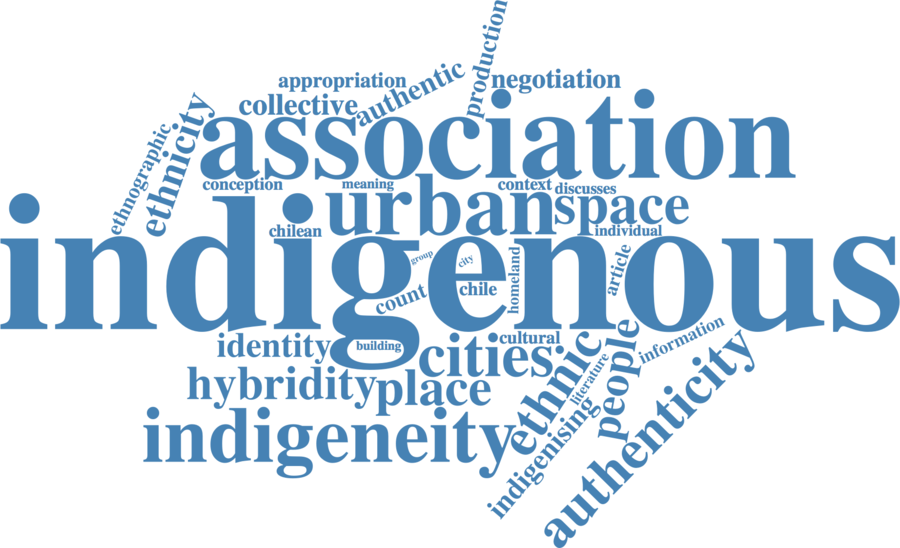 production
appropriation
authentic
negotiation
collective
association
ethnographic
ethnicity
conception
meaning
context
discusses
urban
space
indigenous
chilean
individual
group
city
homeland
article
count
chile
identity
building
cities
cultural
ethnic
people
information
literature
hybridity
place
indigenising
authenticity
indigeneity